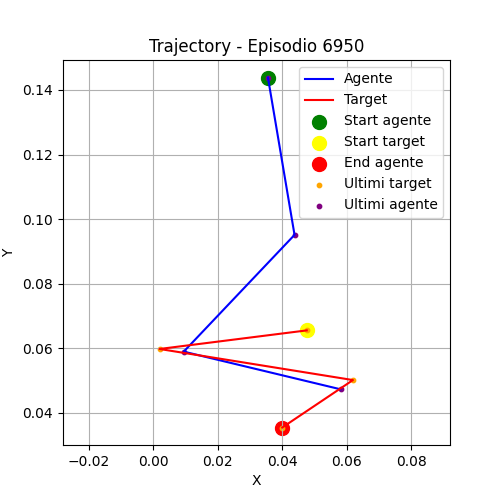 Trajectory - Episodio 6950
Agente
Target
Start agente
Start target
End agente
Ultimi target
Ultimi agente
0.14
0.12
0.10
0.08
0.06
0.04
Y
−0.02
0.00
0.02
0.04
0.06
0.08
X